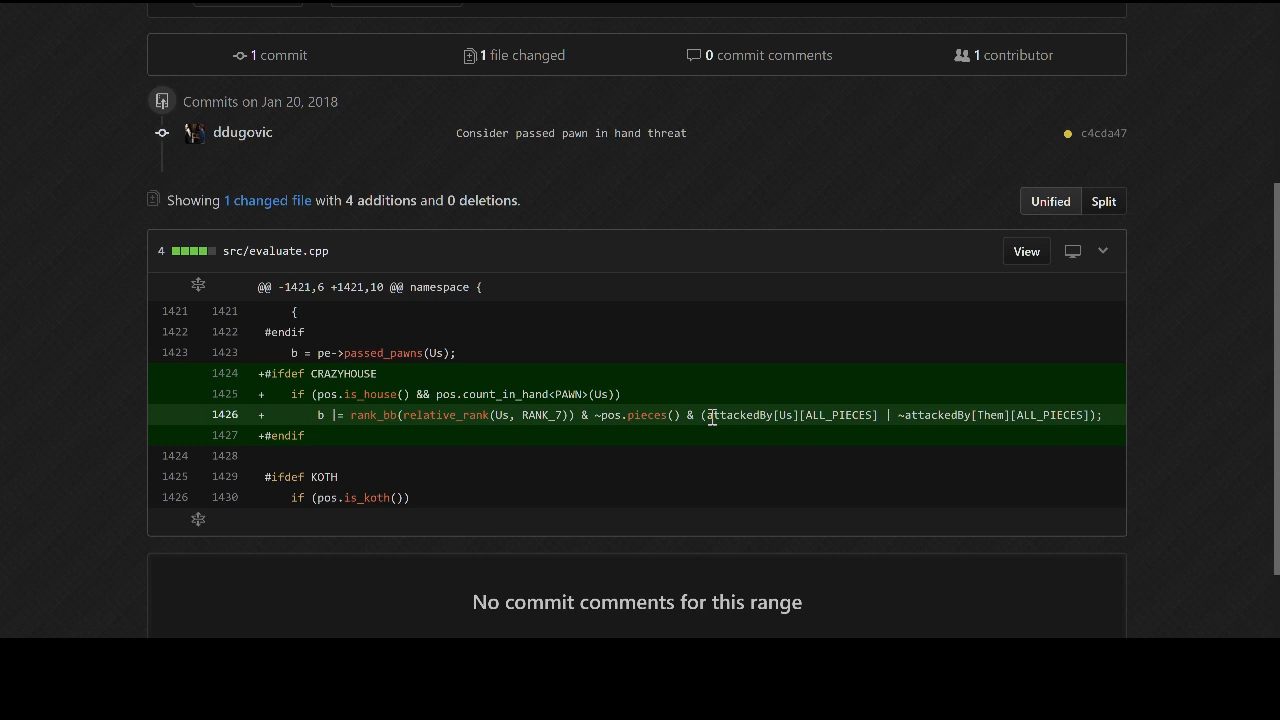 1 commit 1 file changed 0 commit comments 1 contributor
Commits on Jan 20, 2018
ddugovic Consider passed pawn in hand threat c4cda47
Showing 1 changed file with 4 additions and 0 deletions. Unified Split
4 src/evaluate.cpp View
@@ -1421,6 +1421,10 @@ namespace {
1421 1421 {
1422 1422 #endif
1423 1423 b = pe->passed_pawns(Us);
1424 +#ifdef CRAZYHOUSE
1425 + if (pos.is_house() && pos.count_in_hand<PAWN>(Us))
1426 + b |= rank_bb(relative_rank(Us, RANK_7)) & ~pos.pieces() & (attackedBy[Us][ALL_PIECES] | ~attackedBy[Them][ALL_PIECES]);
1427 +#endif
1424 1428
1425 1429 #ifdef KOTH
1426 1430 if (pos.is_koth())
No commit comments for this range